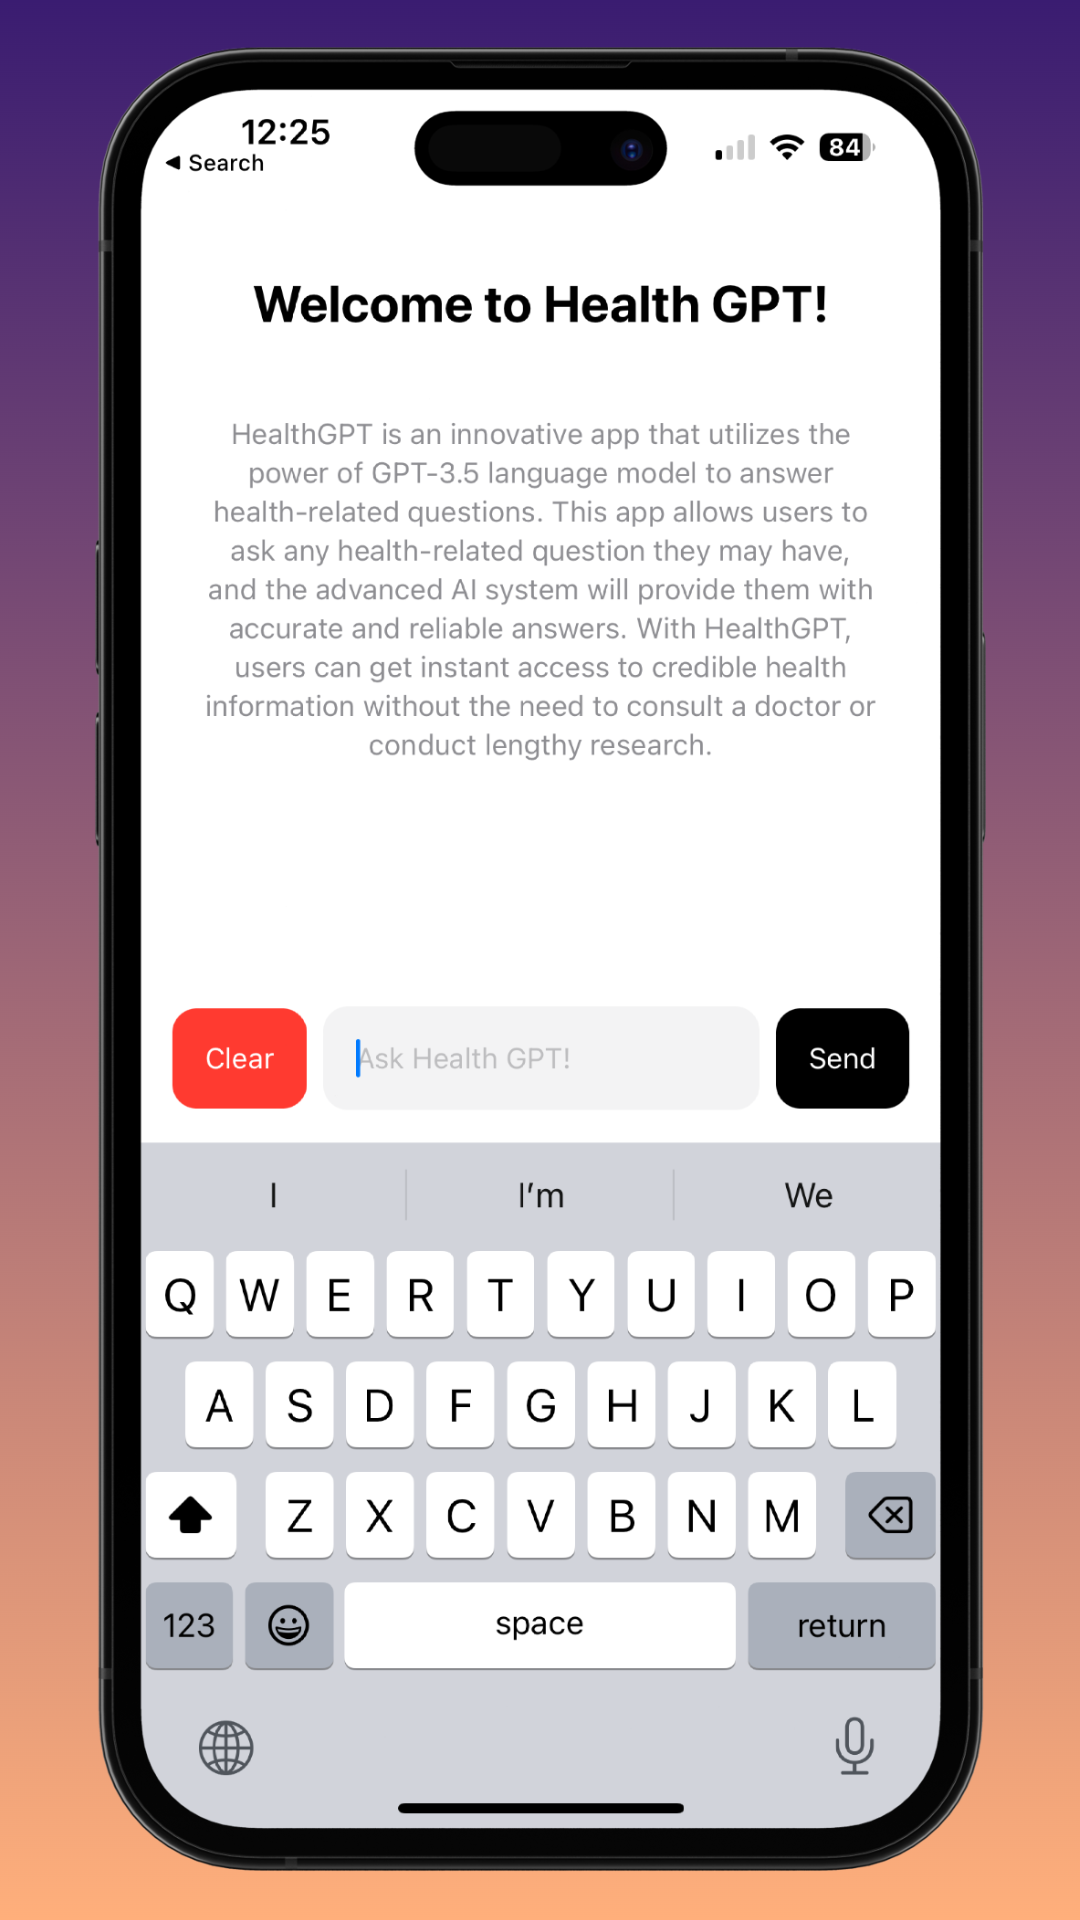 12:25
◀ Search
84
Welcome to Health GPT!
HealthGPT is an innovative app that utilizes the
power of GPT-3.5 language model to answer
health-related questions. This app allows users to
ask any health-related question they may have,
and the advanced AI system will provide them with
accurate and reliable answers. With HealthGPT,
users can get instant access to credible health
information without the need to consult a doctor or
conduct lengthy research.
Clear
Ask Health GPT!
Send
I
I’m
We
Q W E R T Y U I O P
A S D F G H J K L
Z X C V B N M
123
space
return